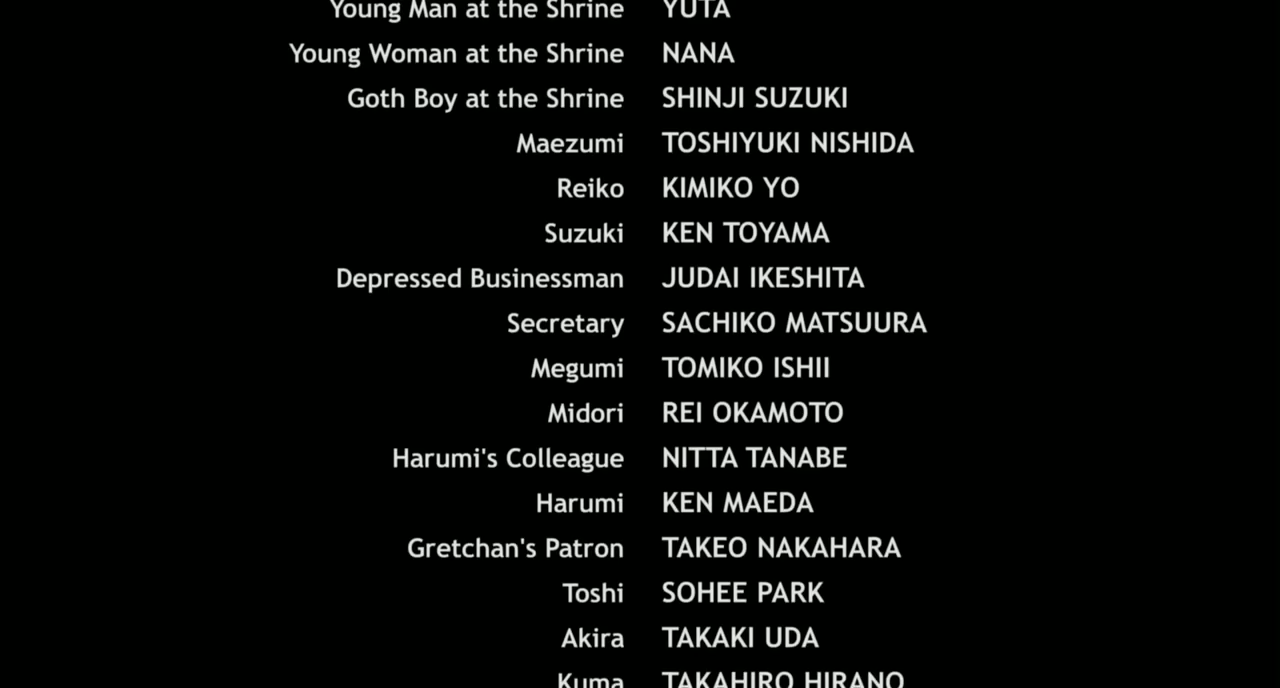 Young Man at the Shrine YUTA
Young Woman at the Shrine NANA
Goth Boy at the Shrine SHINJI SUZUKI
Maezumi TOSHIYUKI NISHIDA
Reiko KIMIKO YO
Suzuki KEN TOYAMA
Depressed Businessman JUDAI IKESHITA
Secretary SACHIKO MATSUURA
Megumi TOMIKO ISHII
Midori REI OKAMOTO
Harumi's Colleague NITTA TANABE
Harumi KEN MAEDA
Gretchan's Patron TAKEO NAKAHARA
Toshi SOHEE PARK
Akira TAKAKI UDA
Kuma TAKAHIRO HIRANO